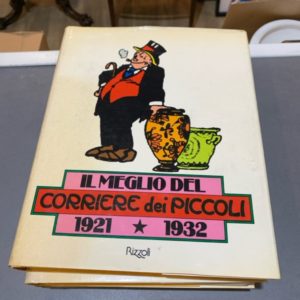 IL MEGLIO DEL
CORRIERE dei PICCOLI
1921 ★ 1932
Rizzoli